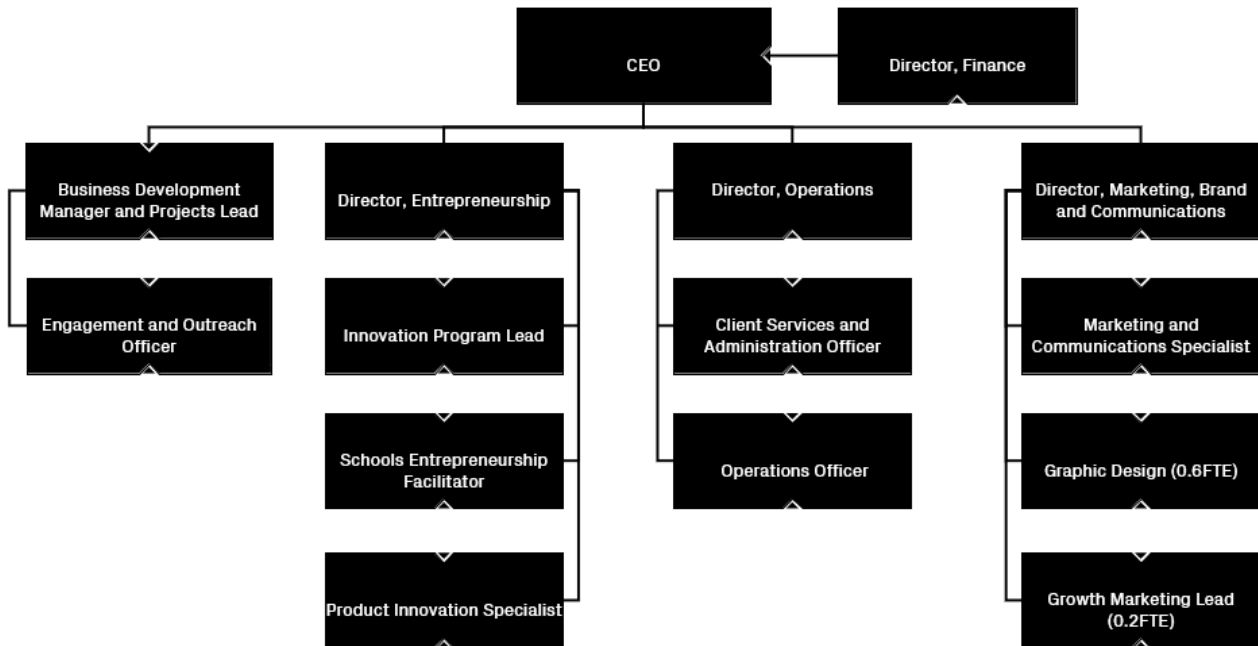 CEO
Director, Finance
Business Development
Manager and Projects Lead
Director, Entrepreneurship
Director, Operations
Director, Marketing, Brand
and Communications
Engagement and Outreach
Officer
Innovation Program Lead
Client Services and
Administration Officer
Marketing and
Communications Specialist
Schools Entrepreneurship
Facilitator
Operations Officer
Graphic Design (0.6FTE)
Product Innovation Specialist
Growth Marketing Lead
(0.2FTE)